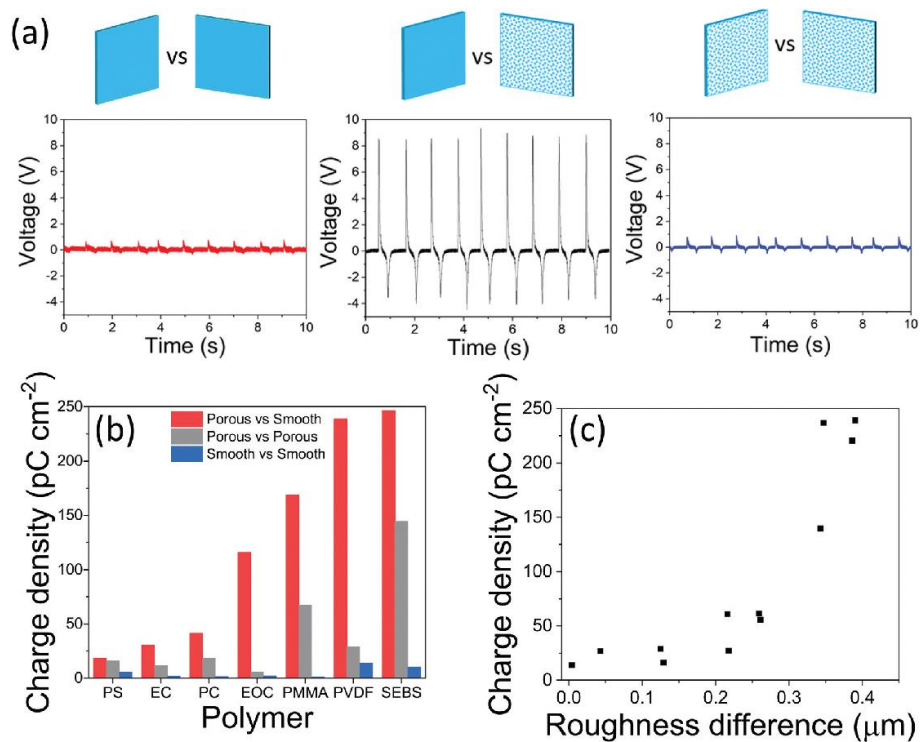 (a)
vs
vs
vs
Voltage (V)
10
8
6
4
2
0
-2
-4
0 2 4 6 8 10
Time (s)
Voltage (V)
10
8
6
4
2
0
-2
-4
0 2 4 6 8 10
Time (s)
Voltage (V)
10
8
6
4
2
0
-2
-4
0 2 4 6 8 10
Time (s)
(b)
Charge density (pC cm⁻²)
250
200
150
100
50
0
Porous vs Smooth
Porous vs Porous
Smooth vs Smooth
PS EC PC EOC PMMA PVDF SEBS
Polymer
(c)
Charge density (pC cm⁻²)
250
200
150
100
50
0
0.0 0.1 0.2 0.3 0.4
Roughness difference (μm)